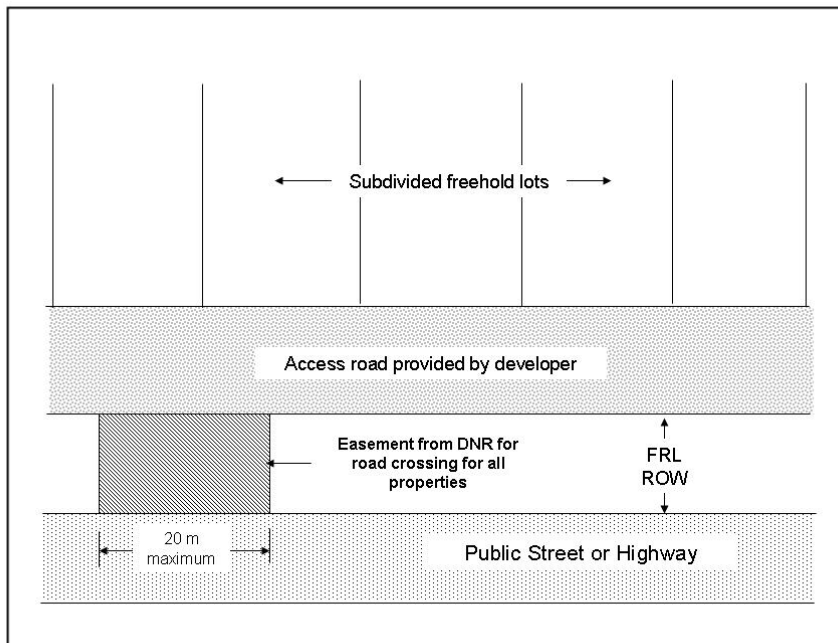 Subdivided freehold lots
Access road provided by developer
Easement from DNR for
road crossing for all
properties
FRL
ROW
20 m
maximum
Public Street or Highway